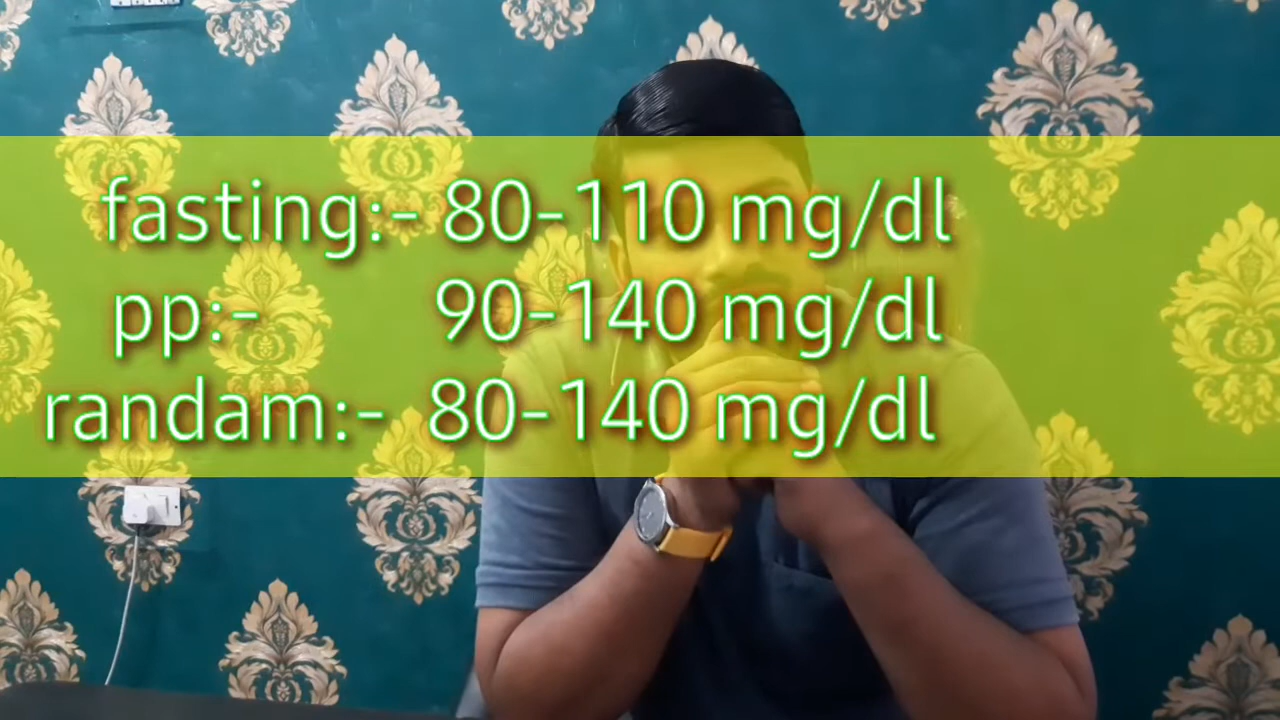 fasting:- 80-110 mg/dl
pp:- 90-140 mg/dl
randam:- 80-140 mg/dl